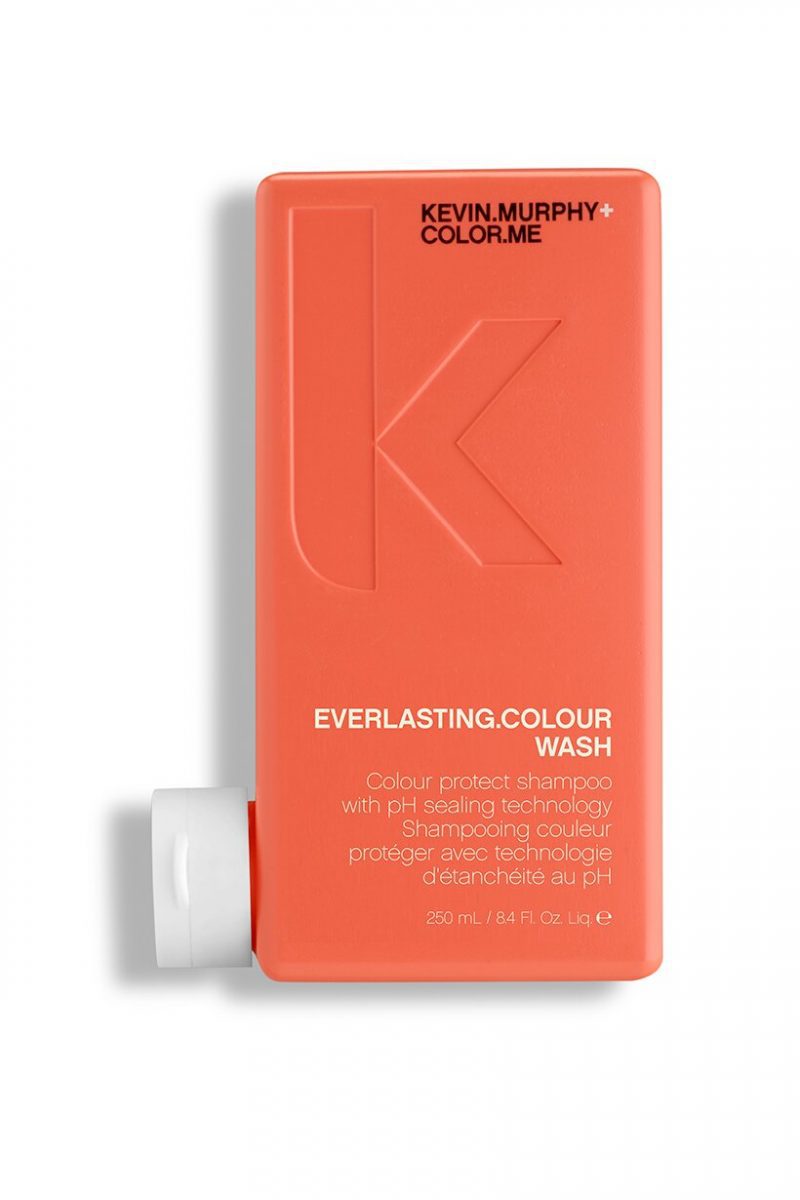 KEVIN.MURPHY+
COLOR.ME
K
EVERLASTING.COLOUR
WASH
Colour protect shampoo
with pH sealing technology
Shampooing couleur
protéger avec technologie
d'étanchéité au pH
250 mL / 8.4 Fl. Oz. Liq. ℮